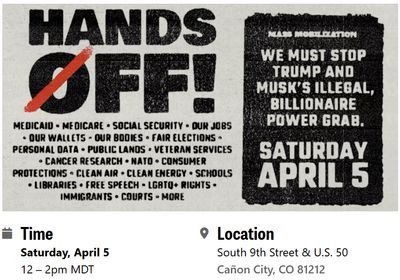 HANDS
OFF!
MEDICAID • MEDICARE • SOCIAL SECURITY • OUR JOBS
• OUR WALLETS • OUR BODIES • FAIR ELECTIONS •
PERSONAL DATA • PUBLIC LANDS • VETERAN SERVICES
• CANCER RESEARCH • NATO • CONSUMER
PROTECTIONS • CLEAN AIR • CLEAN ENERGY • SCHOOLS
• LIBRARIES • FREE SPEECH • LGBTQ+ RIGHTS •
IMMIGRANTS • COURTS • MORE
MASS MOBILIZATION
WE MUST STOP
TRUMP AND
MUSK'S ILLEGAL,
BILLIONAIRE
POWER GRAB.
SATURDAY
APRIL 5
Time
Saturday, April 5
12 – 2pm MDT
Location
South 9th Street & U.S. 50
Cañon City, CO 81212